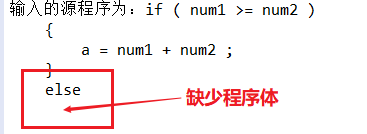 输入的源程序为: if ( num1 >= num2 )
{
a = num1 + num2 ;
}
else
缺少程序体